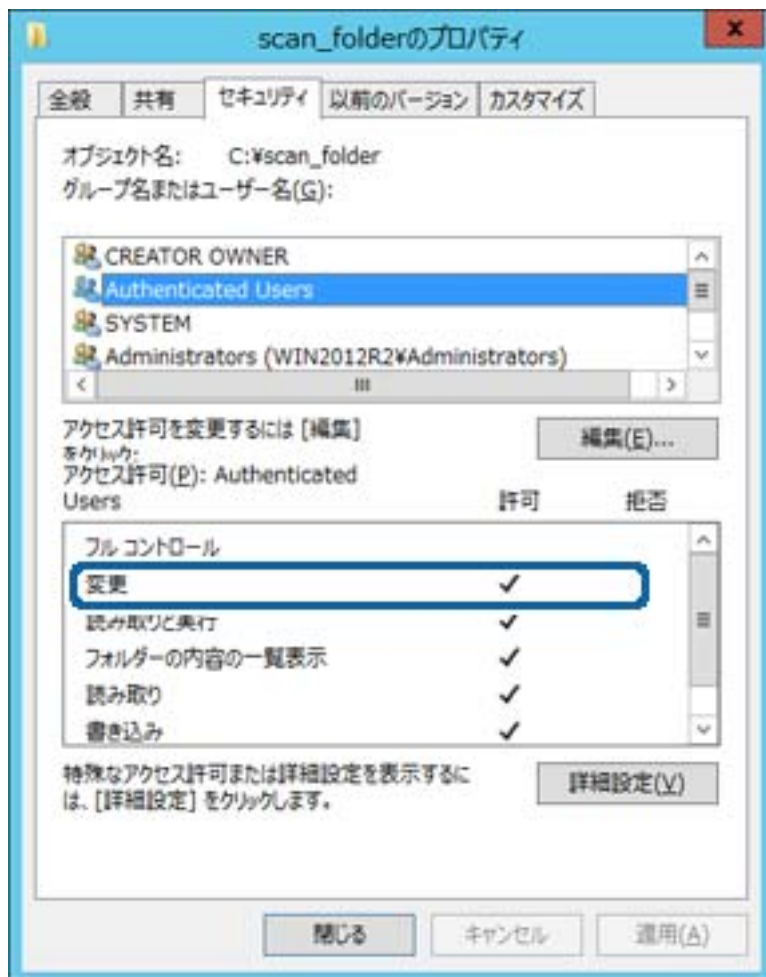 scan_folderのプロパティ
全般 共有 セキュリティ 以前のバージョン カスタマイズ
オブジェクト名: C:¥scan_folder
グループ名またはユーザー名(G):
CREATOR OWNER
Authenticated Users
SYSTEM
Administrators (WIN2012R2¥Administrators)
アクセス許可を変更するには [編集]
をクリック:
編集(E)...
アクセス許可(P): Authenticated
Users 許可 拒否
フル コントロール
変更
読み取りと実行
フォルダーの内容の一覧表示
読み取り
書き込み
特殊なアクセス許可または詳細設定を表示するに
は、[詳細設定] をクリックします。
詳細設定(V)
閉じる キャンセル 適用(A)